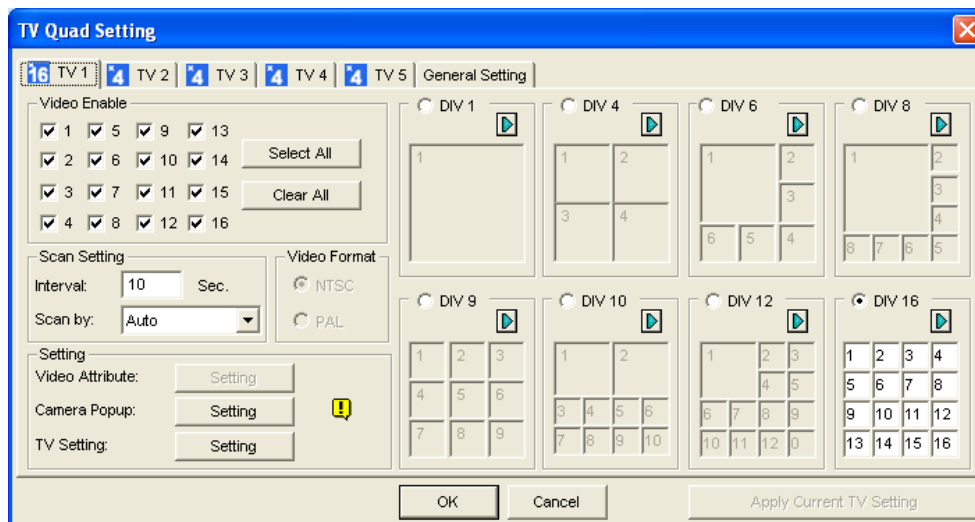 TV Quad Setting
×16 TV 1 ×4 TV 2 ×4 TV 3 ×4 TV 4 ×4 TV 5 General Setting
Video Enable
1 5 9 13
2 6 10 14
3 7 11 15
4 8 12 16
Select All
Clear All
Scan Setting
Interval: 10 Sec.
Scan by: Auto
Video Format
NTSC
PAL
Setting
Video Attribute: Setting
Camera Popup: Setting
!
TV Setting: Setting
DIV 1
1
DIV 4
1 2
3 4
DIV 6
1 2
3
6 5 4
DIV 8
1 2
3
4
8 7 6 5
DIV 9
1 2 3
4 5 6
7 8 9
DIV 10
1 2
3 4 5 6
7 8 9 10
DIV 12
1 2 3
4 5
6 7 8 9
10 11 12 0
DIV 16
1 2 3 4
5 6 7 8
9 10 11 12
13 14 15 16
OK Cancel Apply Current TV Setting